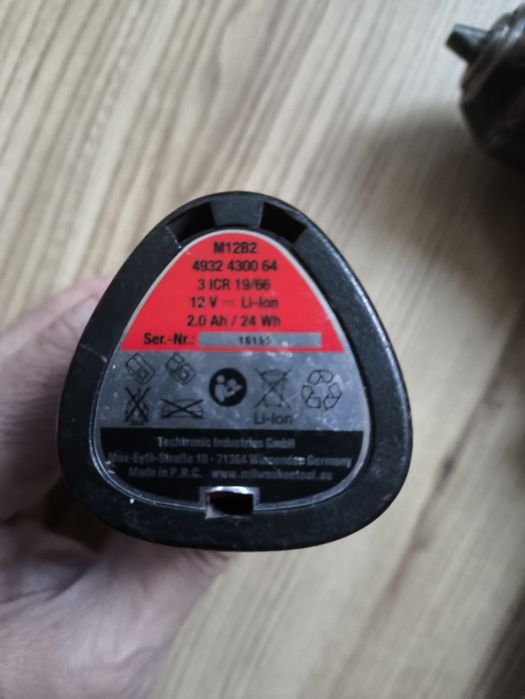 M12B2
4932 4300 64
3 ICR 19/66
12 V ⎓ Li-Ion
2.0 Ah / 24 Wh
Ser.-Nr.: 16155
Li-Ion
Techtronic Industries GmbH
Max-Eyth-Straße 10 - 71364 Winnenden Germany
Made in P.R.C. www.milwaukeetool.eu